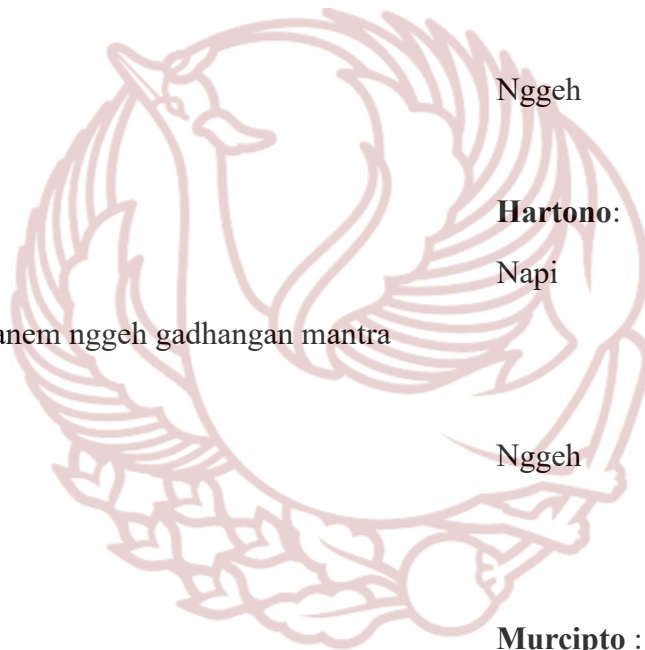 Nggeh
Hartono:
Napi
anem nggeh gadhangan mantra
Nggeh
Murcipto :